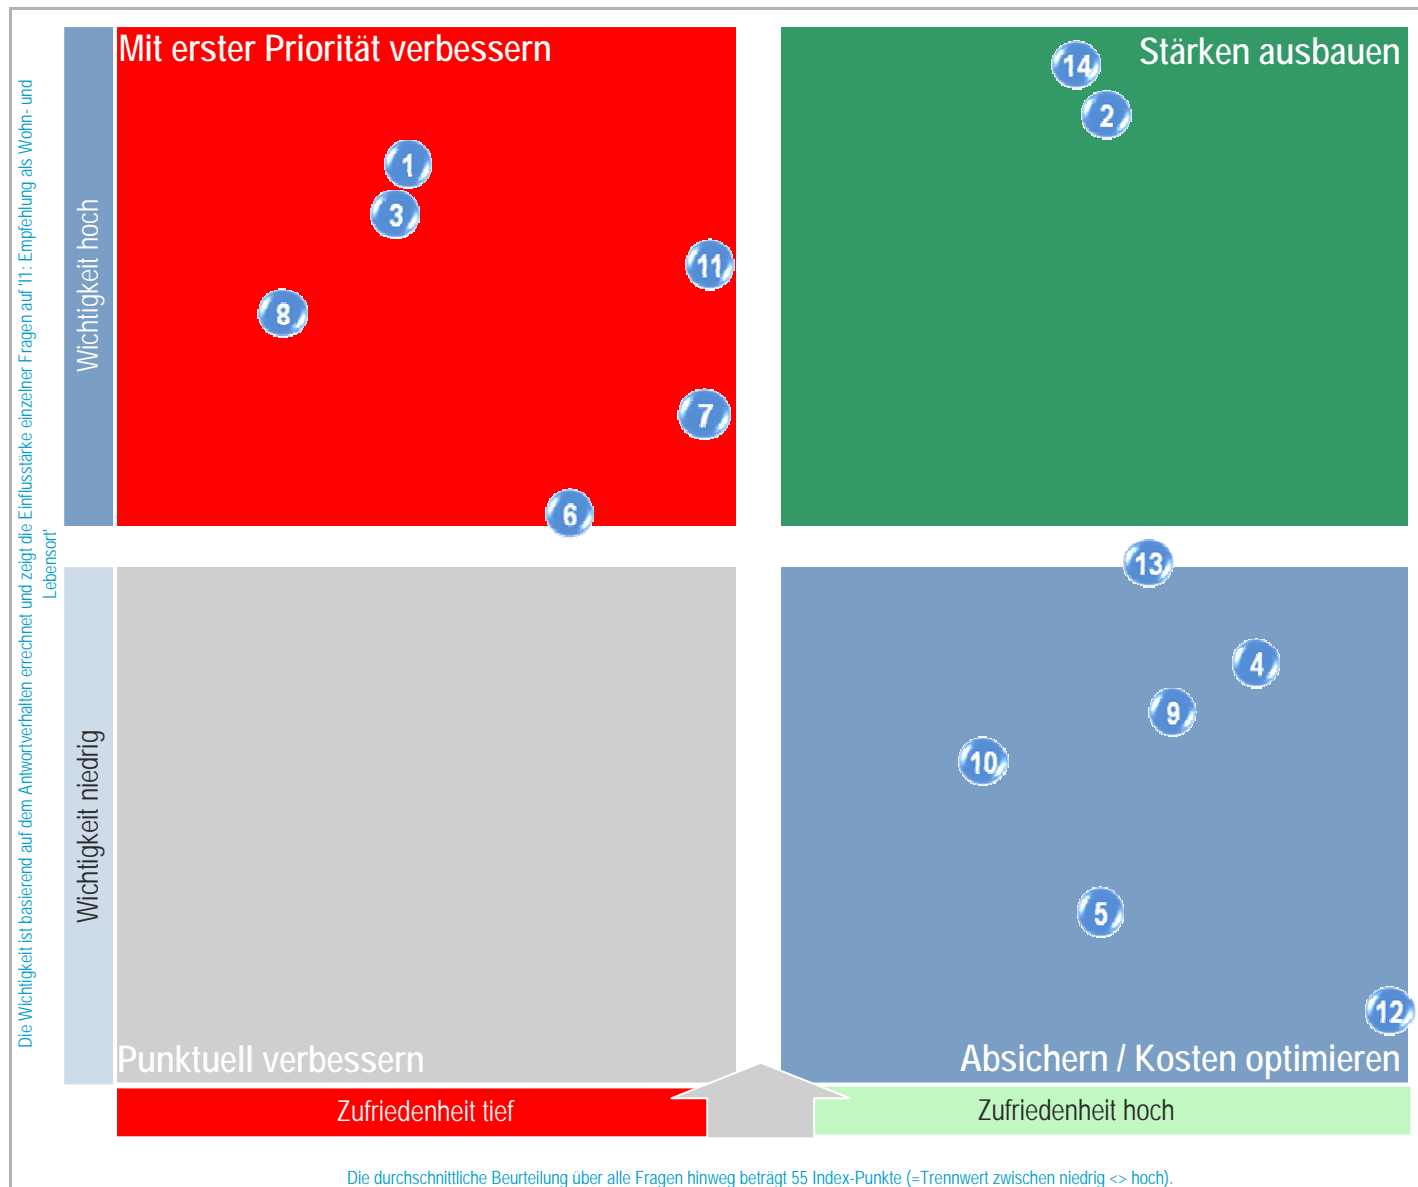 Mit erster Priorität verbessern
Stärken ausbauen
14
2
1
3
11
8
7
6
13
4
9
10
5
12
Punktuell verbessern
Absichern / Kosten optimieren
Wichtigkeit hoch
Wichtigkeit niedrig
Zufriedenheit tief
Zufriedenheit hoch
Die Wichtigkeit ist basierend auf dem Antwortverhalten errechnet und zeigt die Einflusstärke einzelner Fragen auf 'I1: Empfehlung als Wohn- und
Lebensort'
Die durchschnittliche Beurteilung über alle Fragen hinweg beträgt 55 Index-Punkte (=Trennwert zwischen niedrig <> hoch).